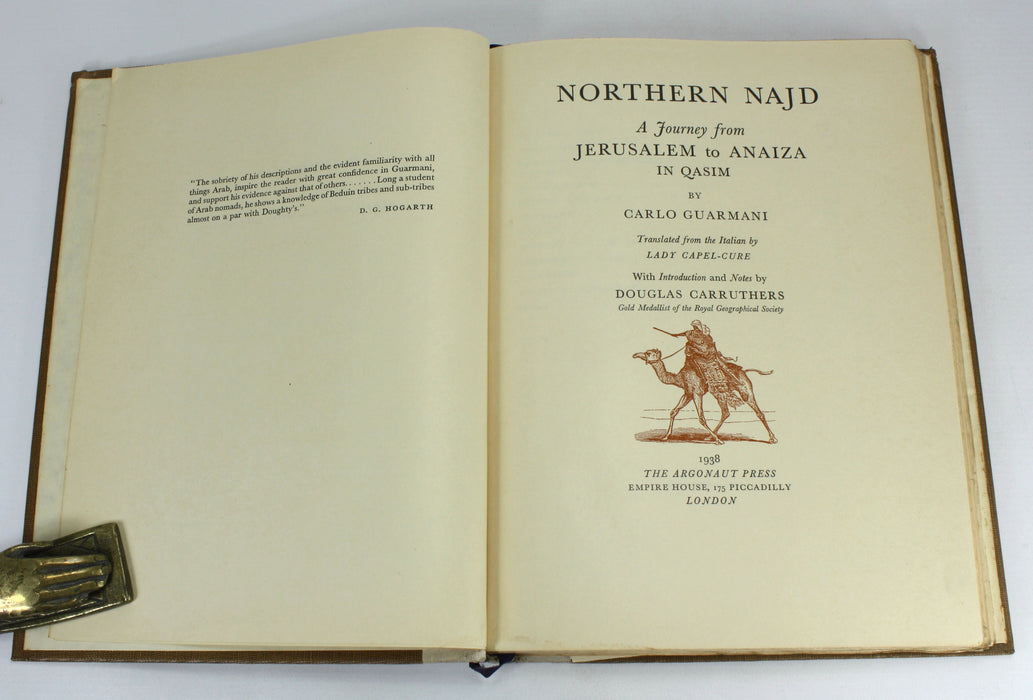 "The sobriety of his descriptions and the evident familiarity with all
things Arab, inspire the reader with great confidence in Guarmani,
and support his evidence against that of others.......Long a student
of Arab nomads, he shows a knowledge of Beduin tribes and sub-tribes
almost on a par with Doughty's."
D. G. HOGARTH
NORTHERN NAJD
A Journey from
JERUSALEM to ANAIZA
IN QASIM
BY
CARLO GUARMANI
Translated from the Italian by
LADY CAPEL-CURE
With Introduction and Notes by
DOUGLAS CARRUTHERS
Gold Medallist of the Royal Geographical Society
1938
THE ARGONAUT PRESS
EMPIRE HOUSE, 175 PICCADILLY
LONDON